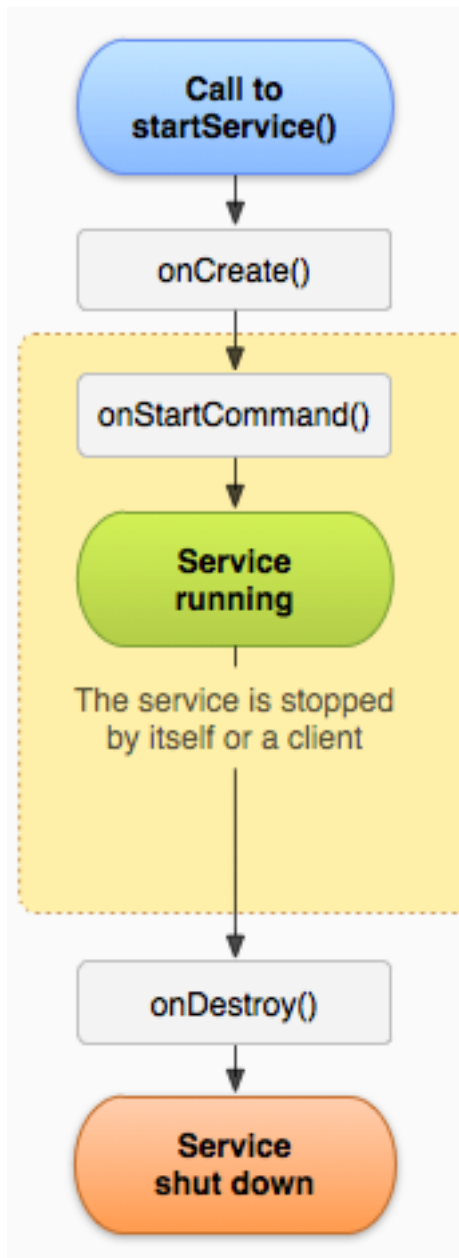 Call to
startService()
onCreate()
onStartCommand()
Service
running
The service is stopped
by itself or a client
onDestroy()
Service
shut down